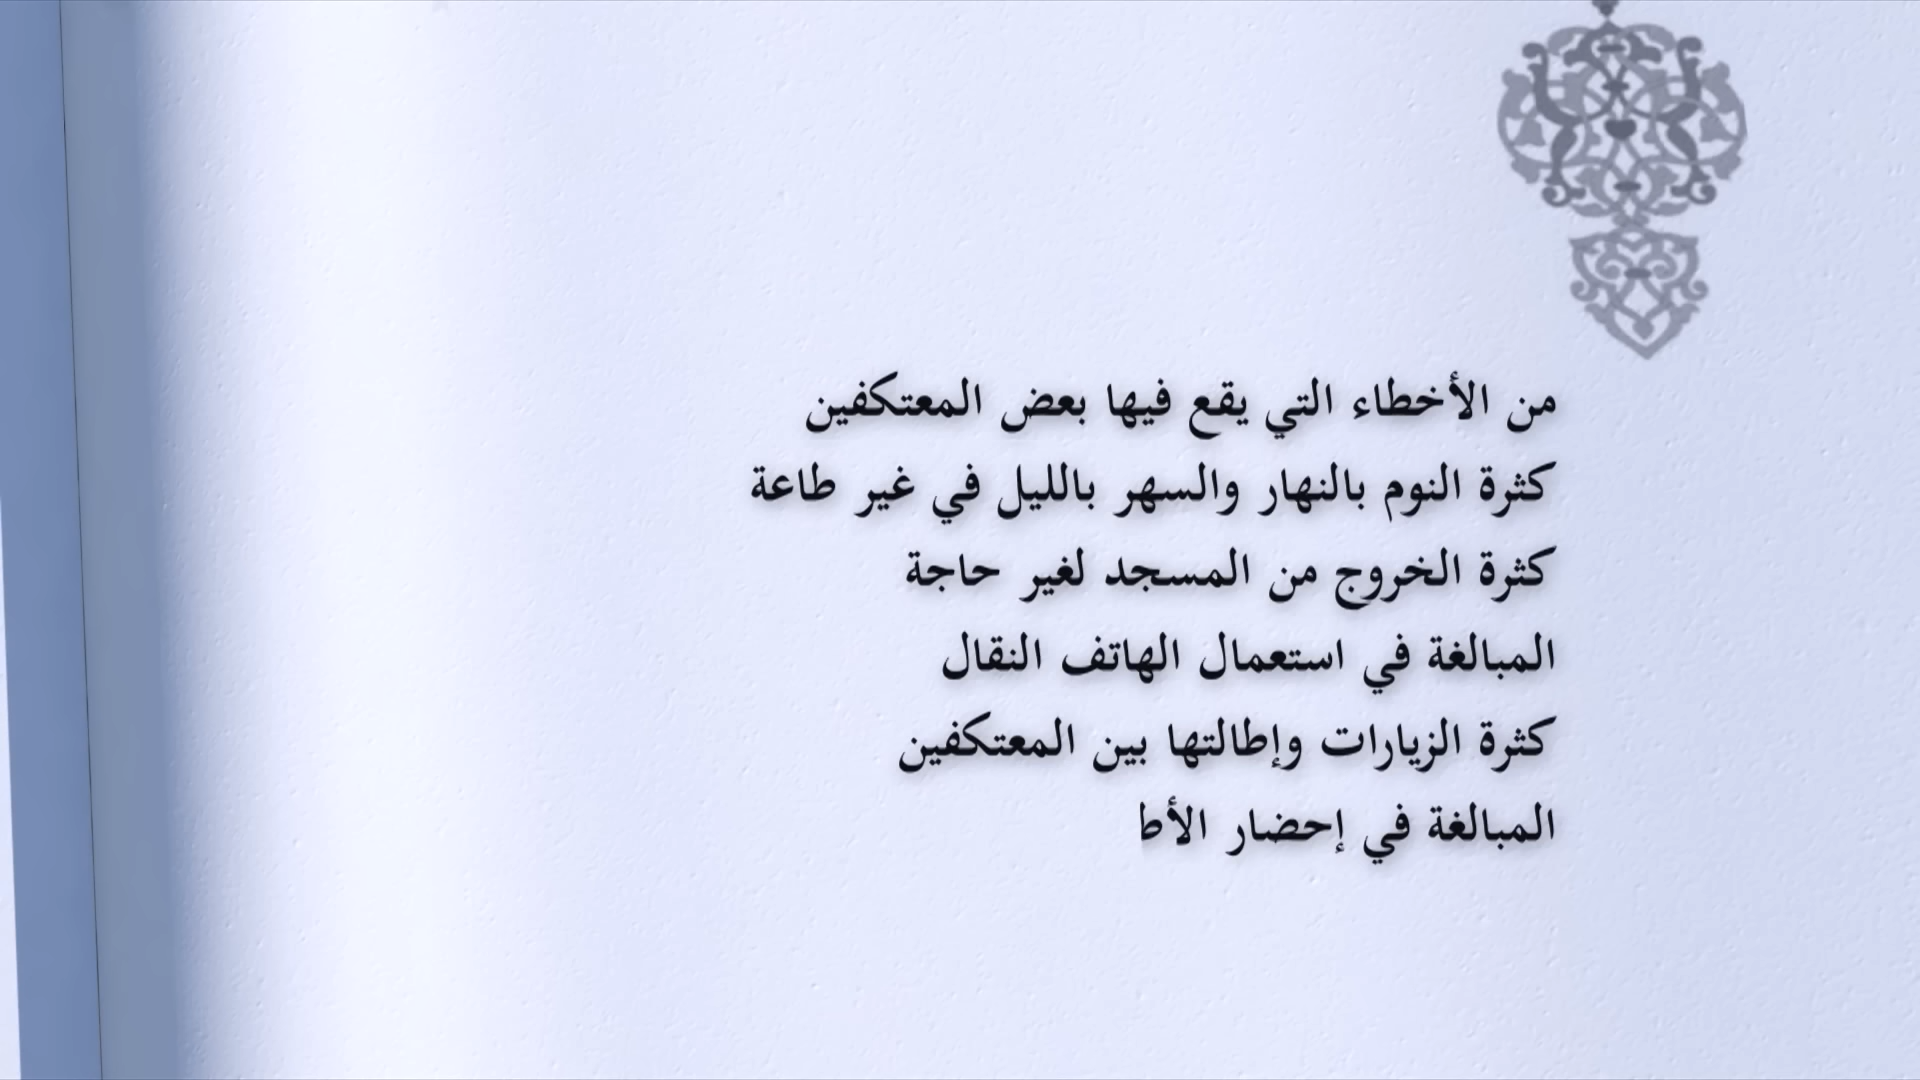 من الأخطاء التي يقع فيها بعض المعتكفين
كثرة النوم بالنهار والسهر بالليل في غير طاعة
كثرة الخروج من المسجد لغير حاجة
المبالغة في استعمال الهاتف النقال
كثرة الزيارات وإطالتها بين المعتكفين
المبالغة في إحضار الأط